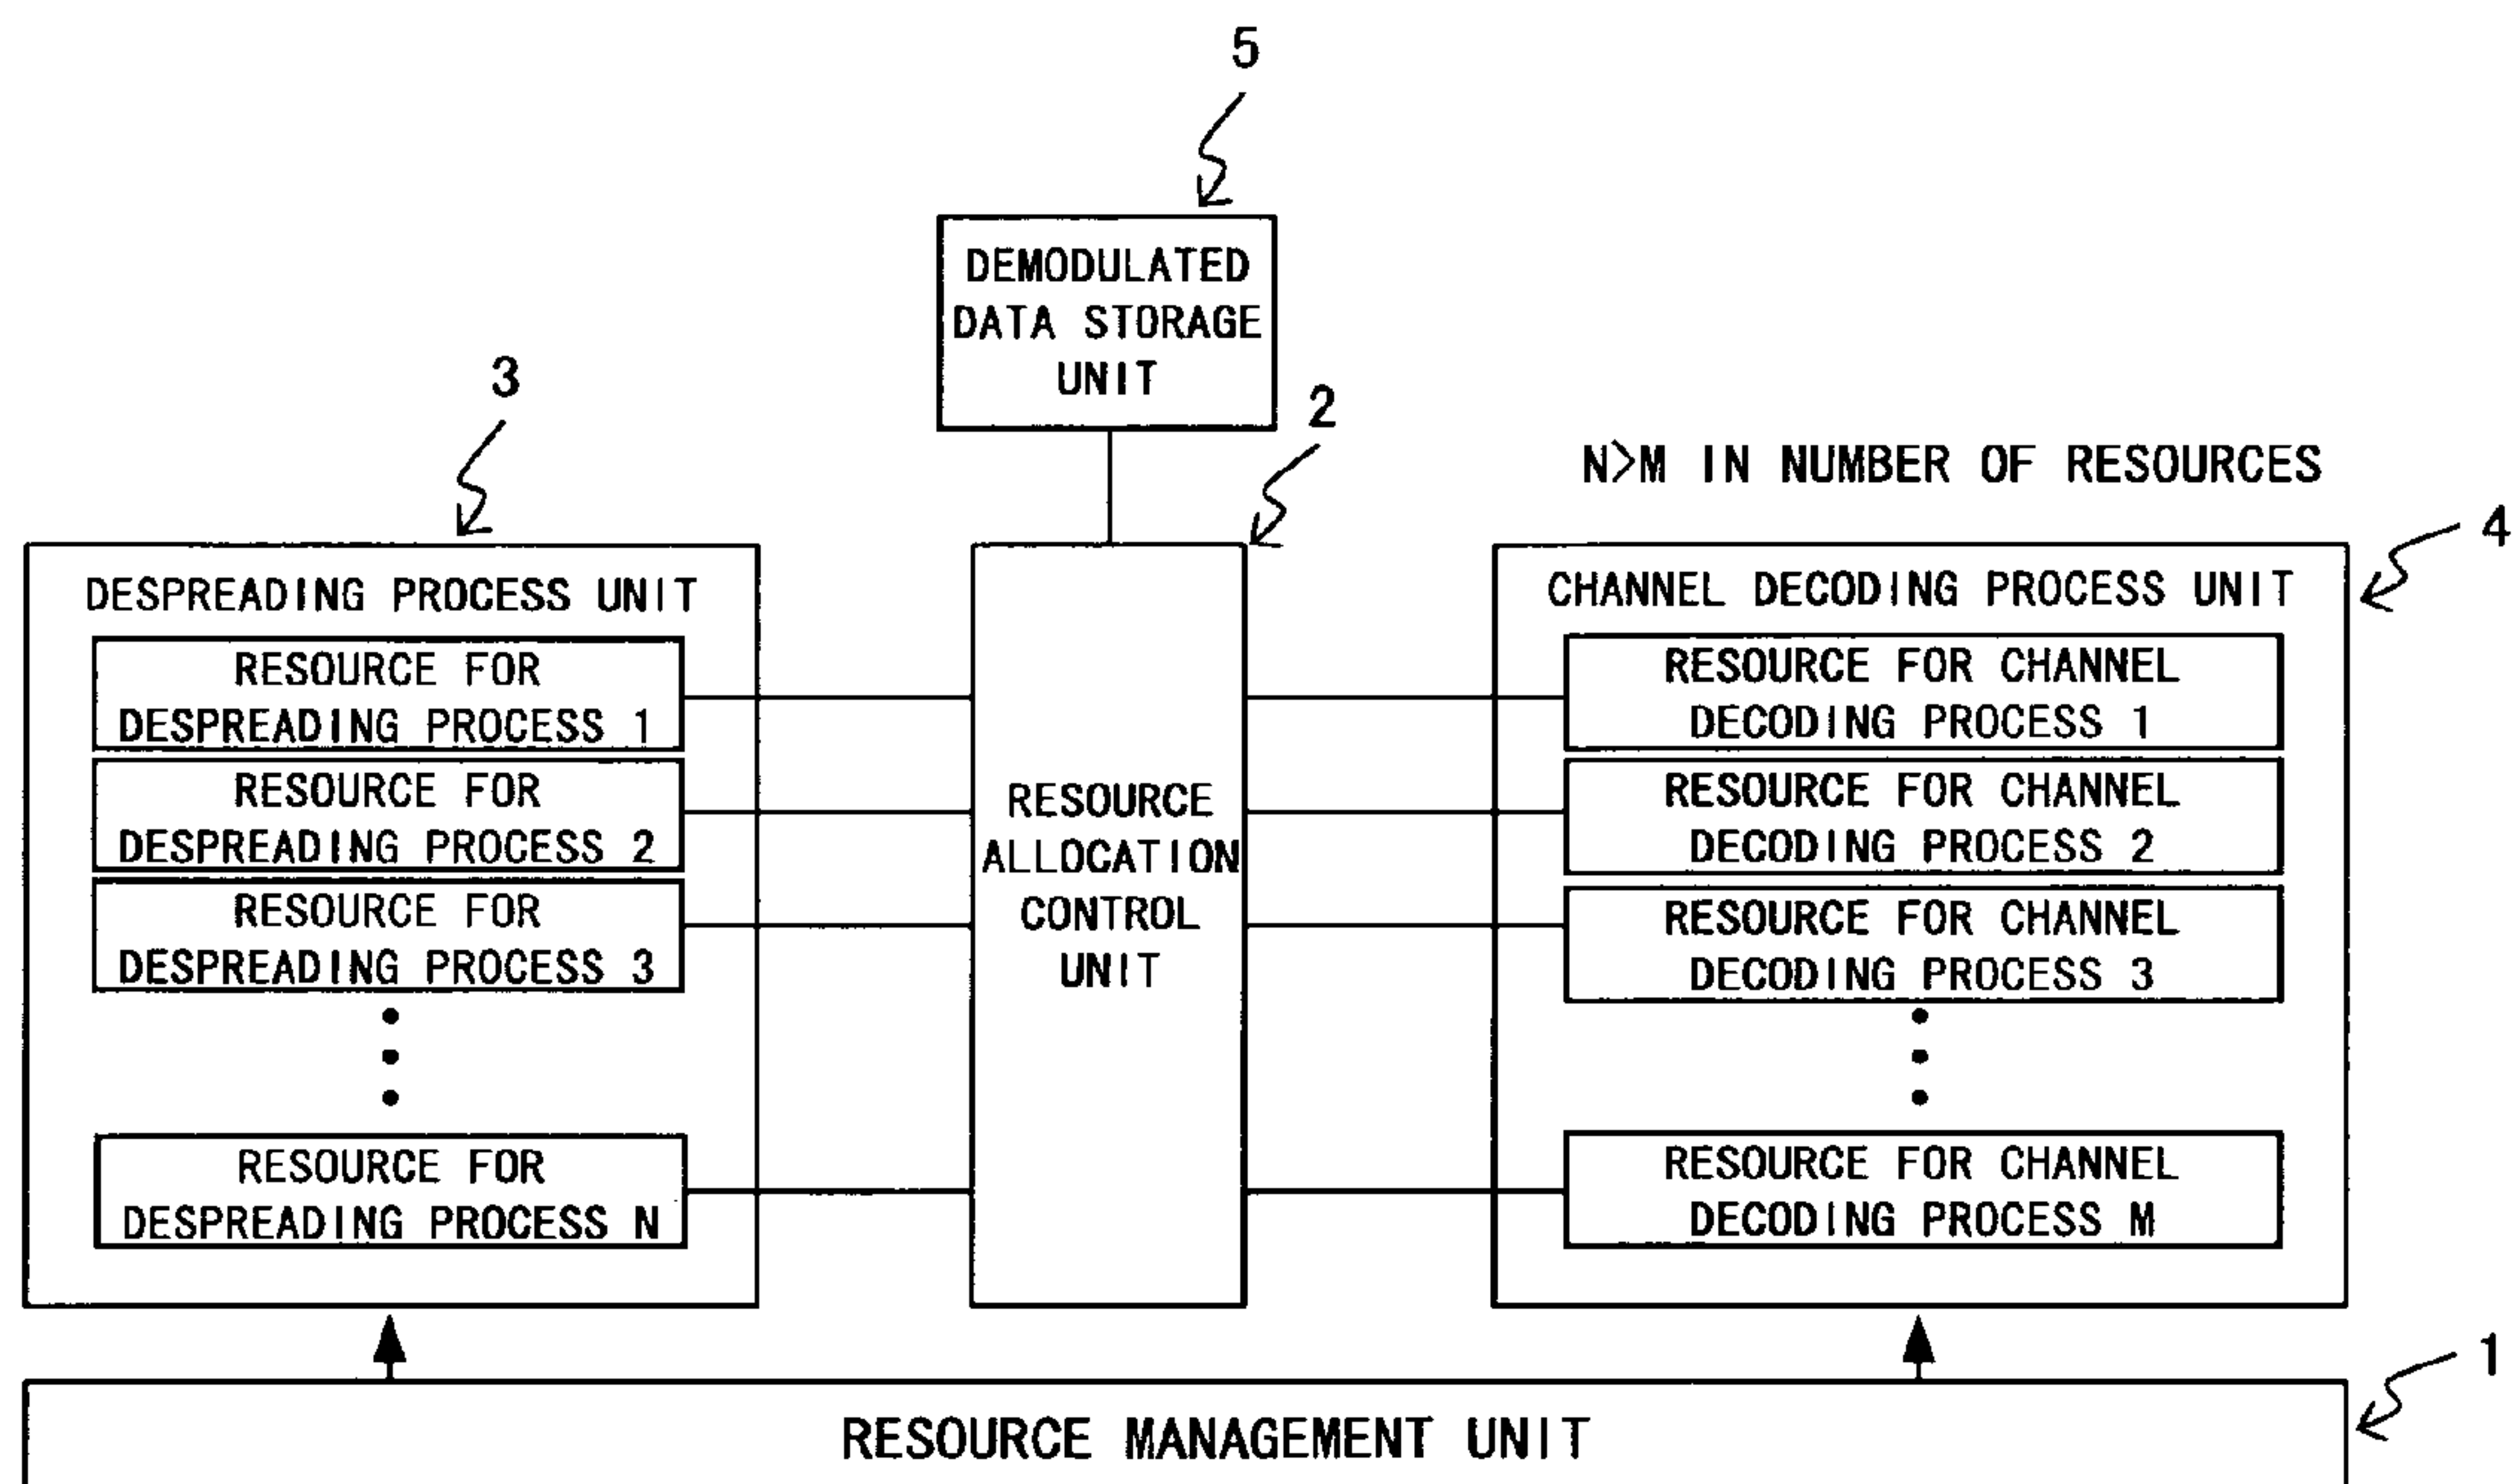 5
DEMODULATED
DATA STORAGE
UNIT
3
2
N>M IN NUMBER OF RESOURCES
4
DESPREADING PROCESS UNIT
RESOURCE FOR
DESPREADING PROCESS 1
RESOURCE FOR
DESPREADING PROCESS 2
RESOURCE FOR
DESPREADING PROCESS 3
RESOURCE FOR
DESPREADING PROCESS N
RESOURCE
ALLOCATION
CONTROL
UNIT
CHANNEL DECODING PROCESS UNIT
RESOURCE FOR CHANNEL
DECODING PROCESS 1
RESOURCE FOR CHANNEL
DECODING PROCESS 2
RESOURCE FOR CHANNEL
DECODING PROCESS 3
RESOURCE FOR CHANNEL
DECODING PROCESS M
1
RESOURCE MANAGEMENT UNIT